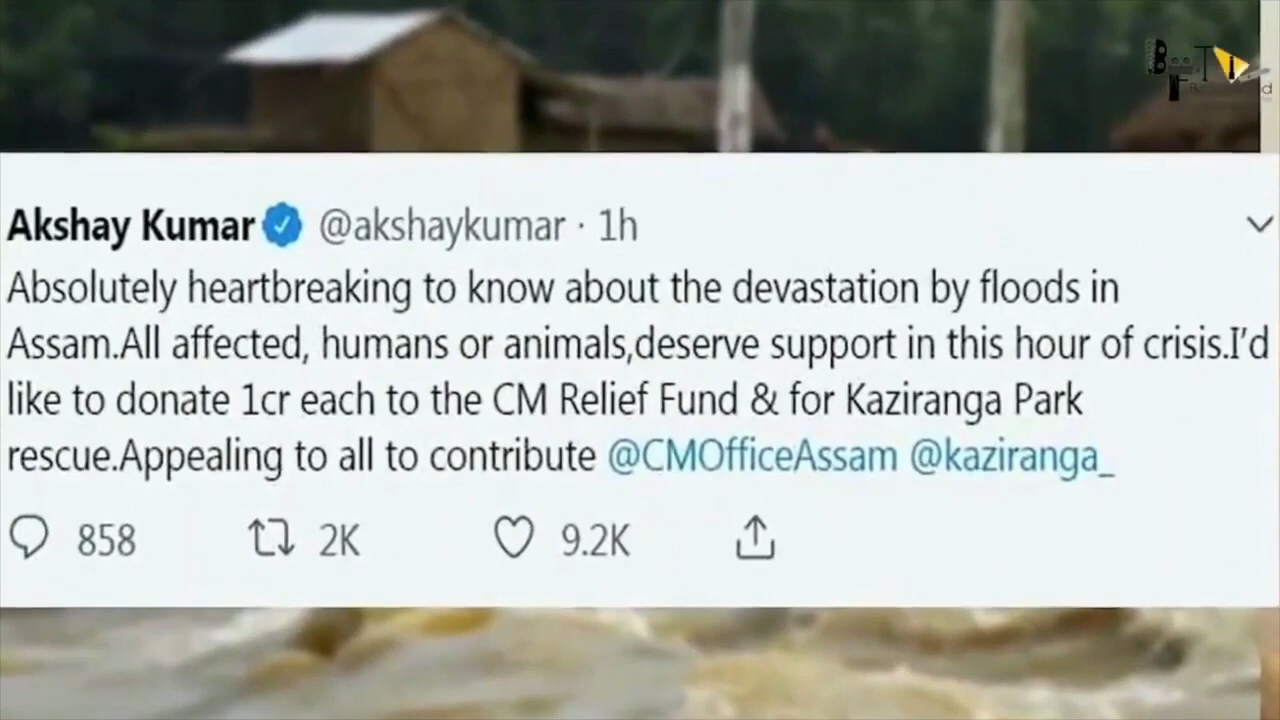 Akshay Kumar @akshaykumar · 1h
Absolutely heartbreaking to know about the devastation by floods in
Assam.All affected, humans or animals,deserve support in this hour of crisis.I'd
like to donate 1cr each to the CM Relief Fund & for Kaziranga Park
rescue.Appealing to all to contribute @CMOfficeAssam @kaziranga_
858 2K 9.2K